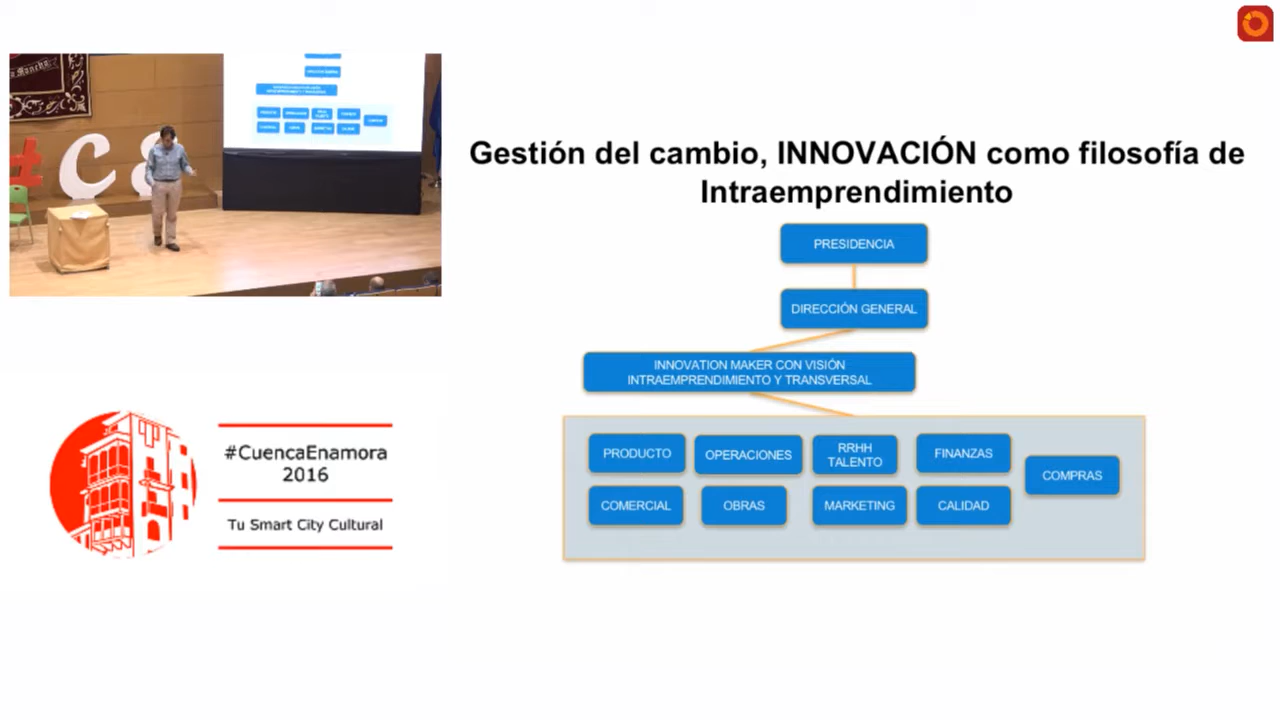 a Mancha
#C
Gestión del cambio, INNOVACIÓN como filosofía de
Intraemprendimiento
PRESIDENCIA
DIRECCIÓN GENERAL
INNOVATION MAKER CON VISIÓN
INTRAEMPRENDIMIENTO Y TRANSVERSAL
PRODUCTO
OPERACIONES
RRHH
TALENTO
FINANZAS
COMPRAS
COMERCIAL
OBRAS
MARKETING
CALIDAD
#CuencaEnamora
2016
Tu Smart City Cultural